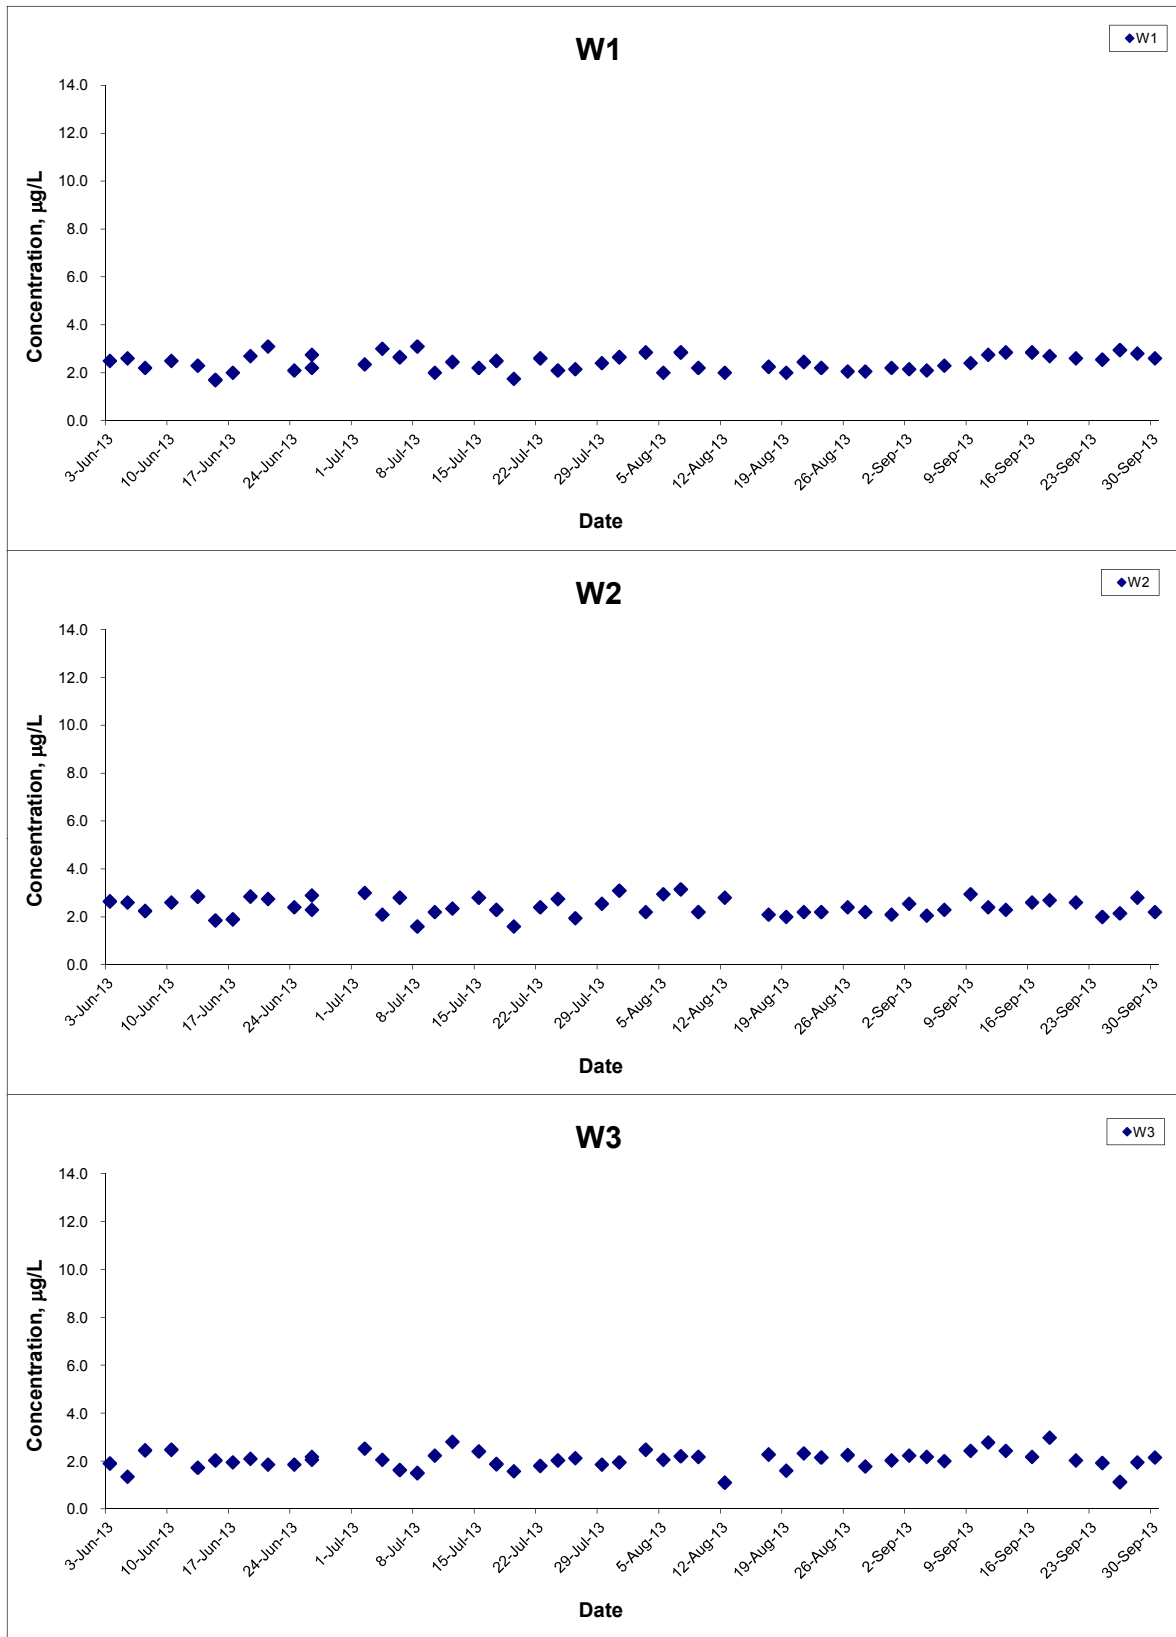 W1
W1
14.0
12.0
10.0
8.0
6.0
4.0
2.0
0.0
Concentration, µg/L
3-Jun-13 10-Jun-13 17-Jun-13 24-Jun-13 1-Jul-13 8-Jul-13 15-Jul-13 22-Jul-13 29-Jul-13 5-Aug-13 12-Aug-13 19-Aug-13 26-Aug-13 2-Sep-13 9-Sep-13 16-Sep-13 23-Sep-13 30-Sep-13
Date
W2
W2
14.0
12.0
10.0
8.0
6.0
4.0
2.0
0.0
Concentration, µg/L
3-Jun-13 10-Jun-13 17-Jun-13 24-Jun-13 1-Jul-13 8-Jul-13 15-Jul-13 22-Jul-13 29-Jul-13 5-Aug-13 12-Aug-13 19-Aug-13 26-Aug-13 2-Sep-13 9-Sep-13 16-Sep-13 23-Sep-13 30-Sep-13
Date
W3
W3
14.0
12.0
10.0
8.0
6.0
4.0
2.0
0.0
Concentration, µg/L
3-Jun-13 10-Jun-13 17-Jun-13 24-Jun-13 1-Jul-13 8-Jul-13 15-Jul-13 22-Jul-13 29-Jul-13 5-Aug-13 12-Aug-13 19-Aug-13 26-Aug-13 2-Sep-13 9-Sep-13 16-Sep-13 23-Sep-13 30-Sep-13
Date